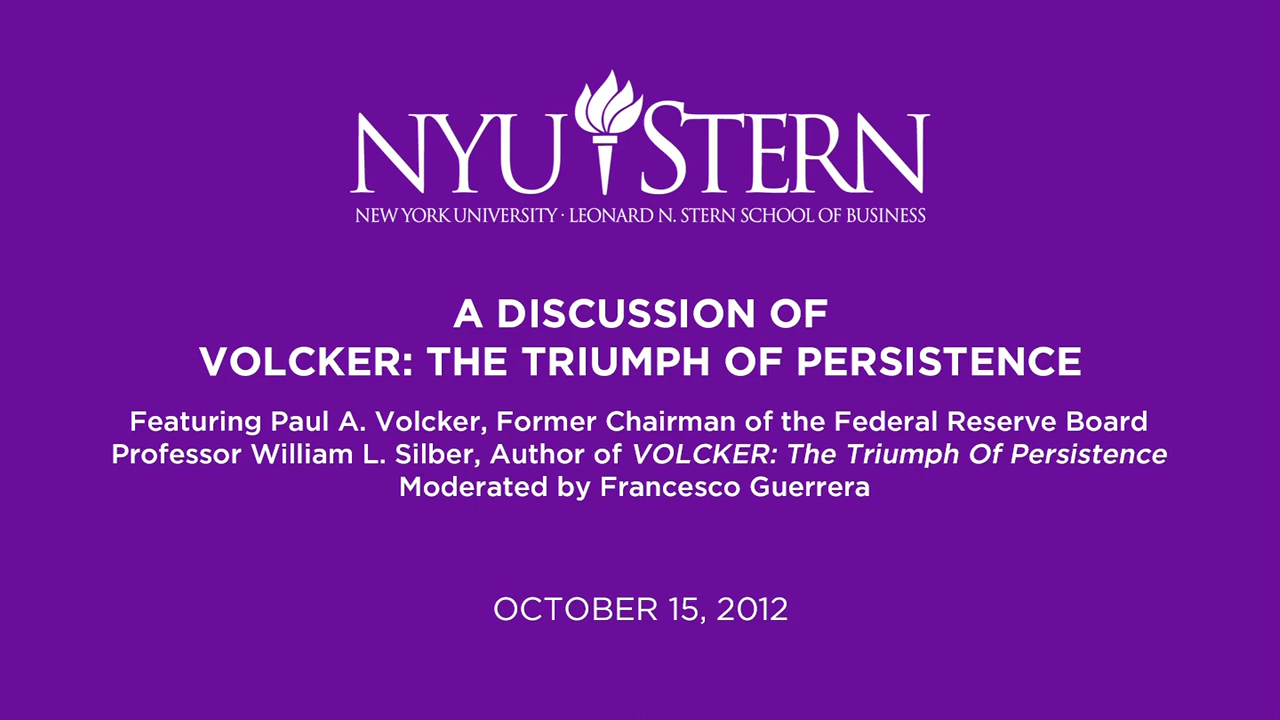 NYU STERN
NEW YORK UNIVERSITY · LEONARD N. STERN SCHOOL OF BUSINESS
A DISCUSSION OF
VOLCKER: THE TRIUMPH OF PERSISTENCE
Featuring Paul A. Volcker, Former Chairman of the Federal Reserve Board
Professor William L. Silber, Author of VOLCKER: The Triumph Of Persistence
Moderated by Francesco Guerrera
OCTOBER 15, 2012